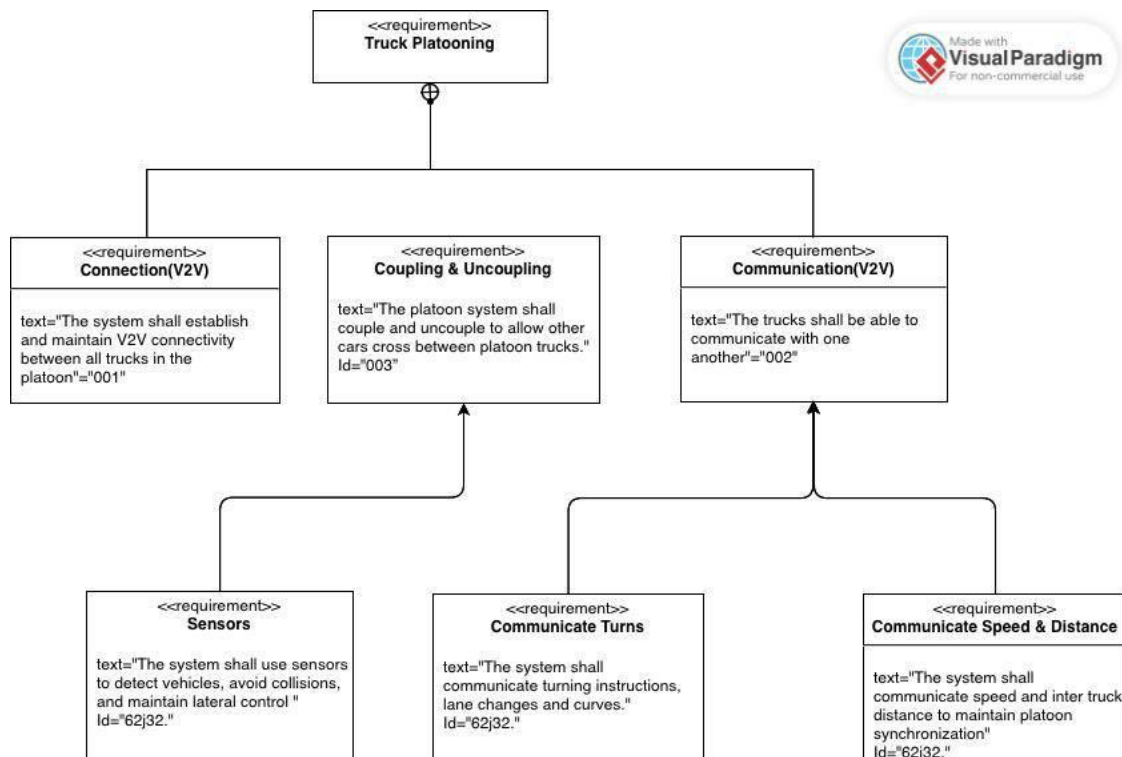 <<requirement>>
Truck Platooning
Made with
Visual Paradigm
For non-commercial use
<<requirement>>
Connection(V2V)
text="The system shall establish
and maintain V2V connectivity
between all trucks in the
platoon"="001"
<<requirement>>
Coupling & Uncoupling
text="The platoon system shall
couple and uncouple to allow other
cars cross between platoon trucks."
Id="003"
<<requirement>>
Communication(V2V)
text="The trucks shall be able to
communicate with one
another"="002"
<<requirement>>
Sensors
text="The system shall use sensors
to detect vehicles, avoid collisions,
and maintain lateral control "
Id="62j32."
<<requirement>>
Communicate Turns
text="The system shall
communicate turning instructions,
lane changes and curves."
Id="62j32."
<<requirement>>
Communicate Speed & Distance
text="The system shall
communicate speed and inter truck
distance to maintain platoon
synchronization"
Id="62j32."